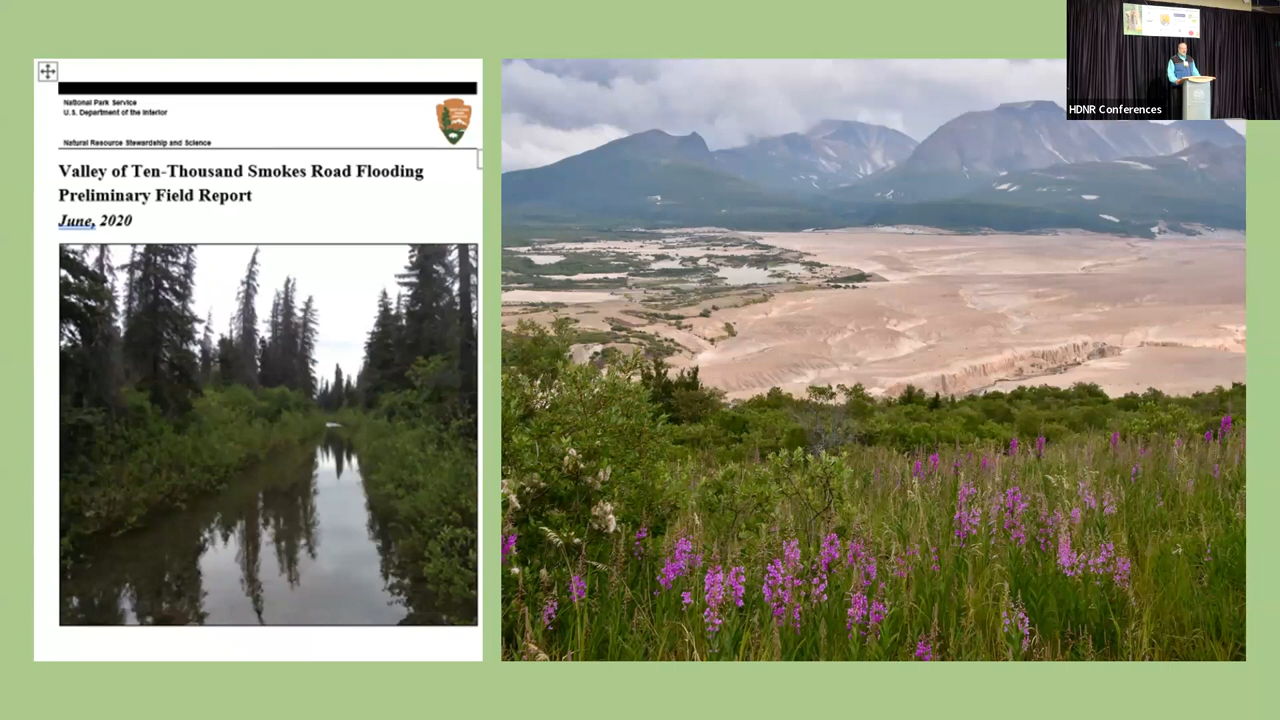 National Park Service
U.S. Department of the Interior
Natural Resource Stewardship and Science
Valley of Ten-Thousand Smokes Road Flooding
Preliminary Field Report
June, 2020
HDNR Conferences